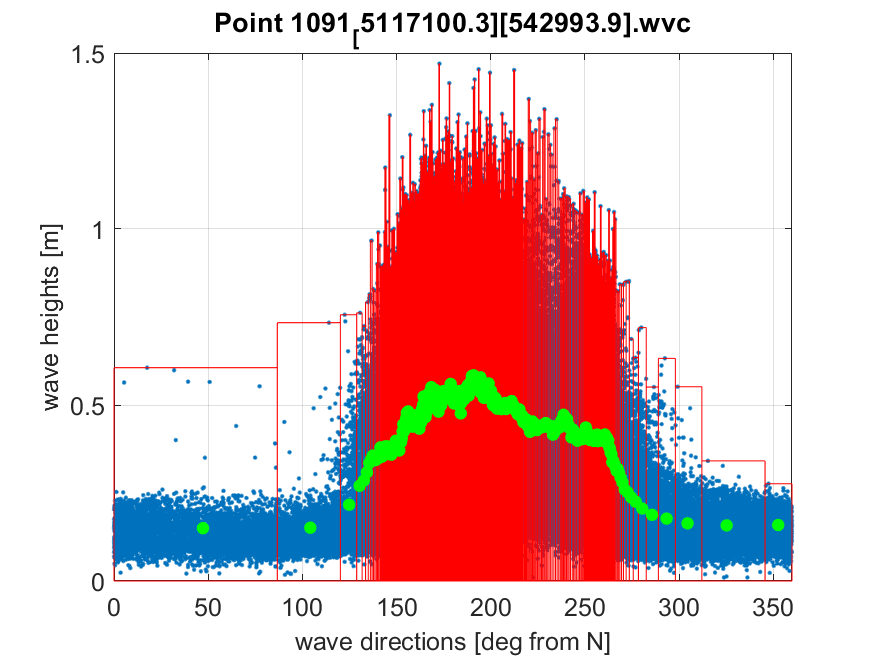 Point 1091[5117100.3][542993.9].wvc
1.5
1
0.5
0
wave heights [m]
0 50 100 150 200 250 300 350
wave directions [deg from N]